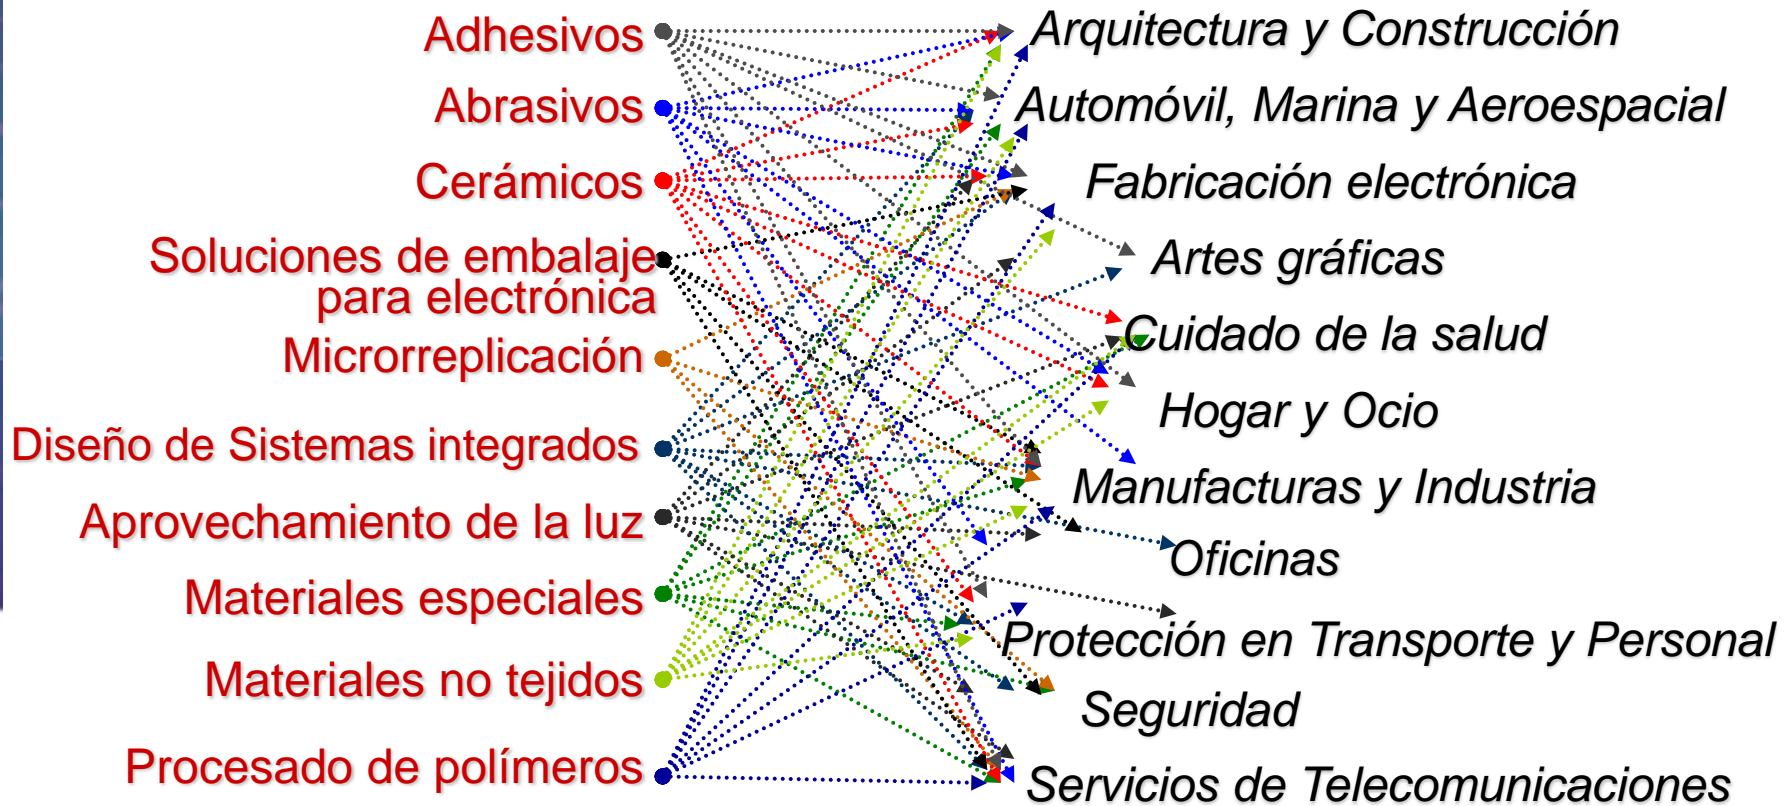 Adhesivos
Abrasivos
Cerámicos
Soluciones de embalaje
para electrónica
Microrreplicación
Diseño de Sistemas integrados
Aprovechamiento de la luz
Materiales especiales
Materiales no tejidos
Procesado de polímeros
Arquitectura y Construcción
Automóvil, Marina y Aeroespacial
Fabricación electrónica
Artes gráficas
Cuidado de la salud
Hogar y Ocio
Manufacturas y Industria
Oficinas
Protección en Transporte y Personal
Seguridad
Servicios de Telecomunicaciones